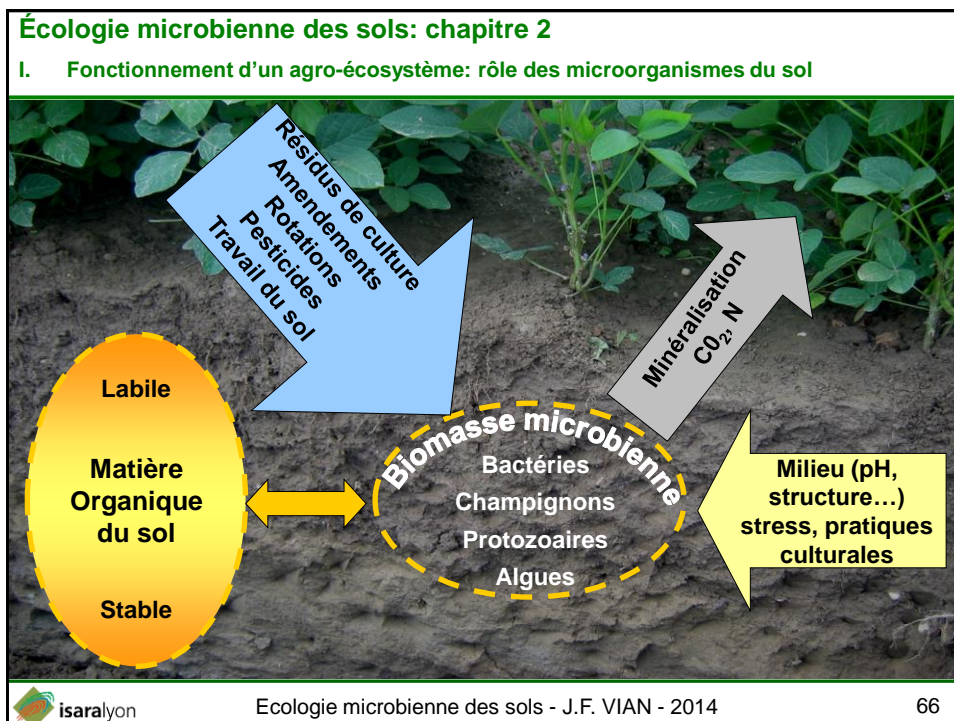 Écologie microbienne des sols: chapitre 2
I. Fonctionnement d'un agro-écosystème: rôle des microorganismes du sol
Résidus de culture
Amendements
Rotations
Pesticides
Travail du sol
Minéralisation
C0₂, N
Labile
Matière
Organique
du sol
Stable
Biomasse microbienne
Bactéries
Champignons
Protozoaires
Algues
Milieu (pH,
structure…)
stress, pratiques
culturales
isaralyon
Ecologie microbienne des sols - J.F. VIAN - 2014
66